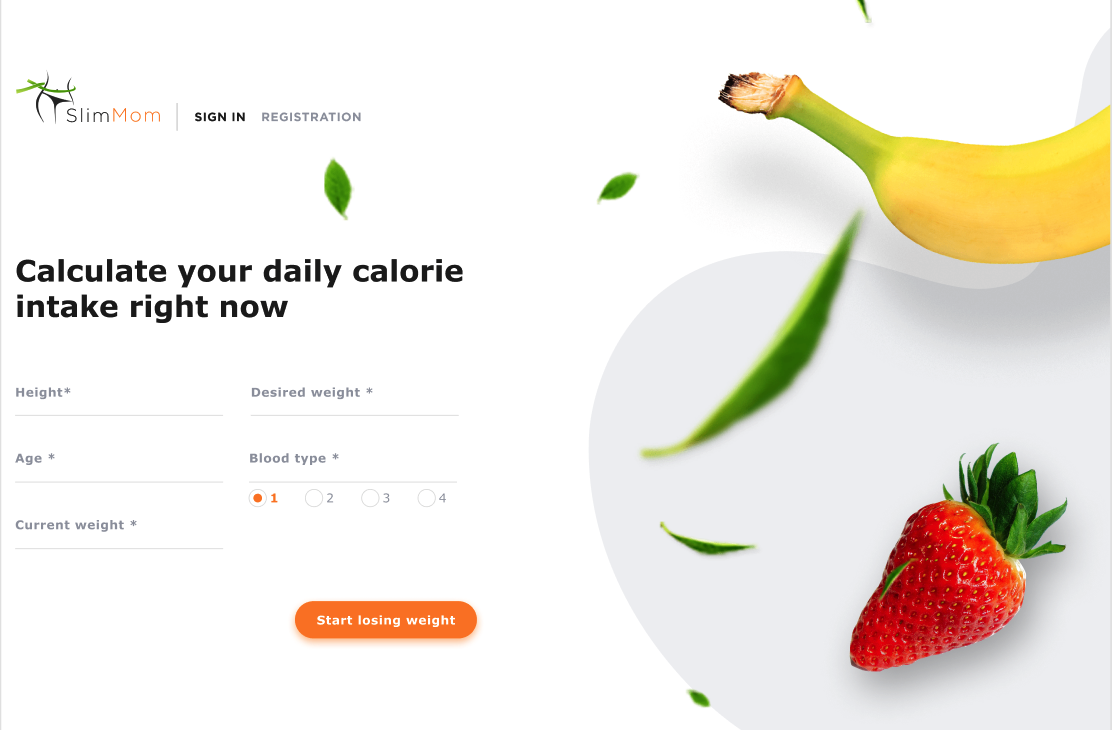 SlimMom
SIGN IN
REGISTRATION
Calculate your daily calorie
intake right now
Height*
Desired weight *
Age *
Blood type *
1
2
3
4
Current weight *
Start losing weight